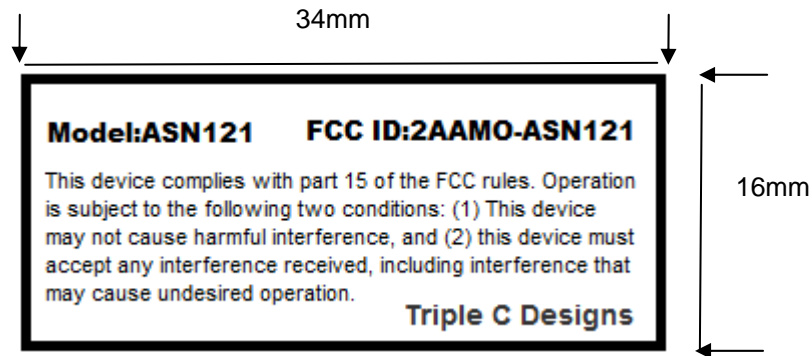 34mm
Model:ASN121 FCC ID:2AAMO-ASN121
This device complies with part 15 of the FCC rules. Operation
is subject to the following two conditions: (1) This device
may not cause harmful interference, and (2) this device must
accept any interference received, including interference that
may cause undesired operation.
Triple C Designs
16mm